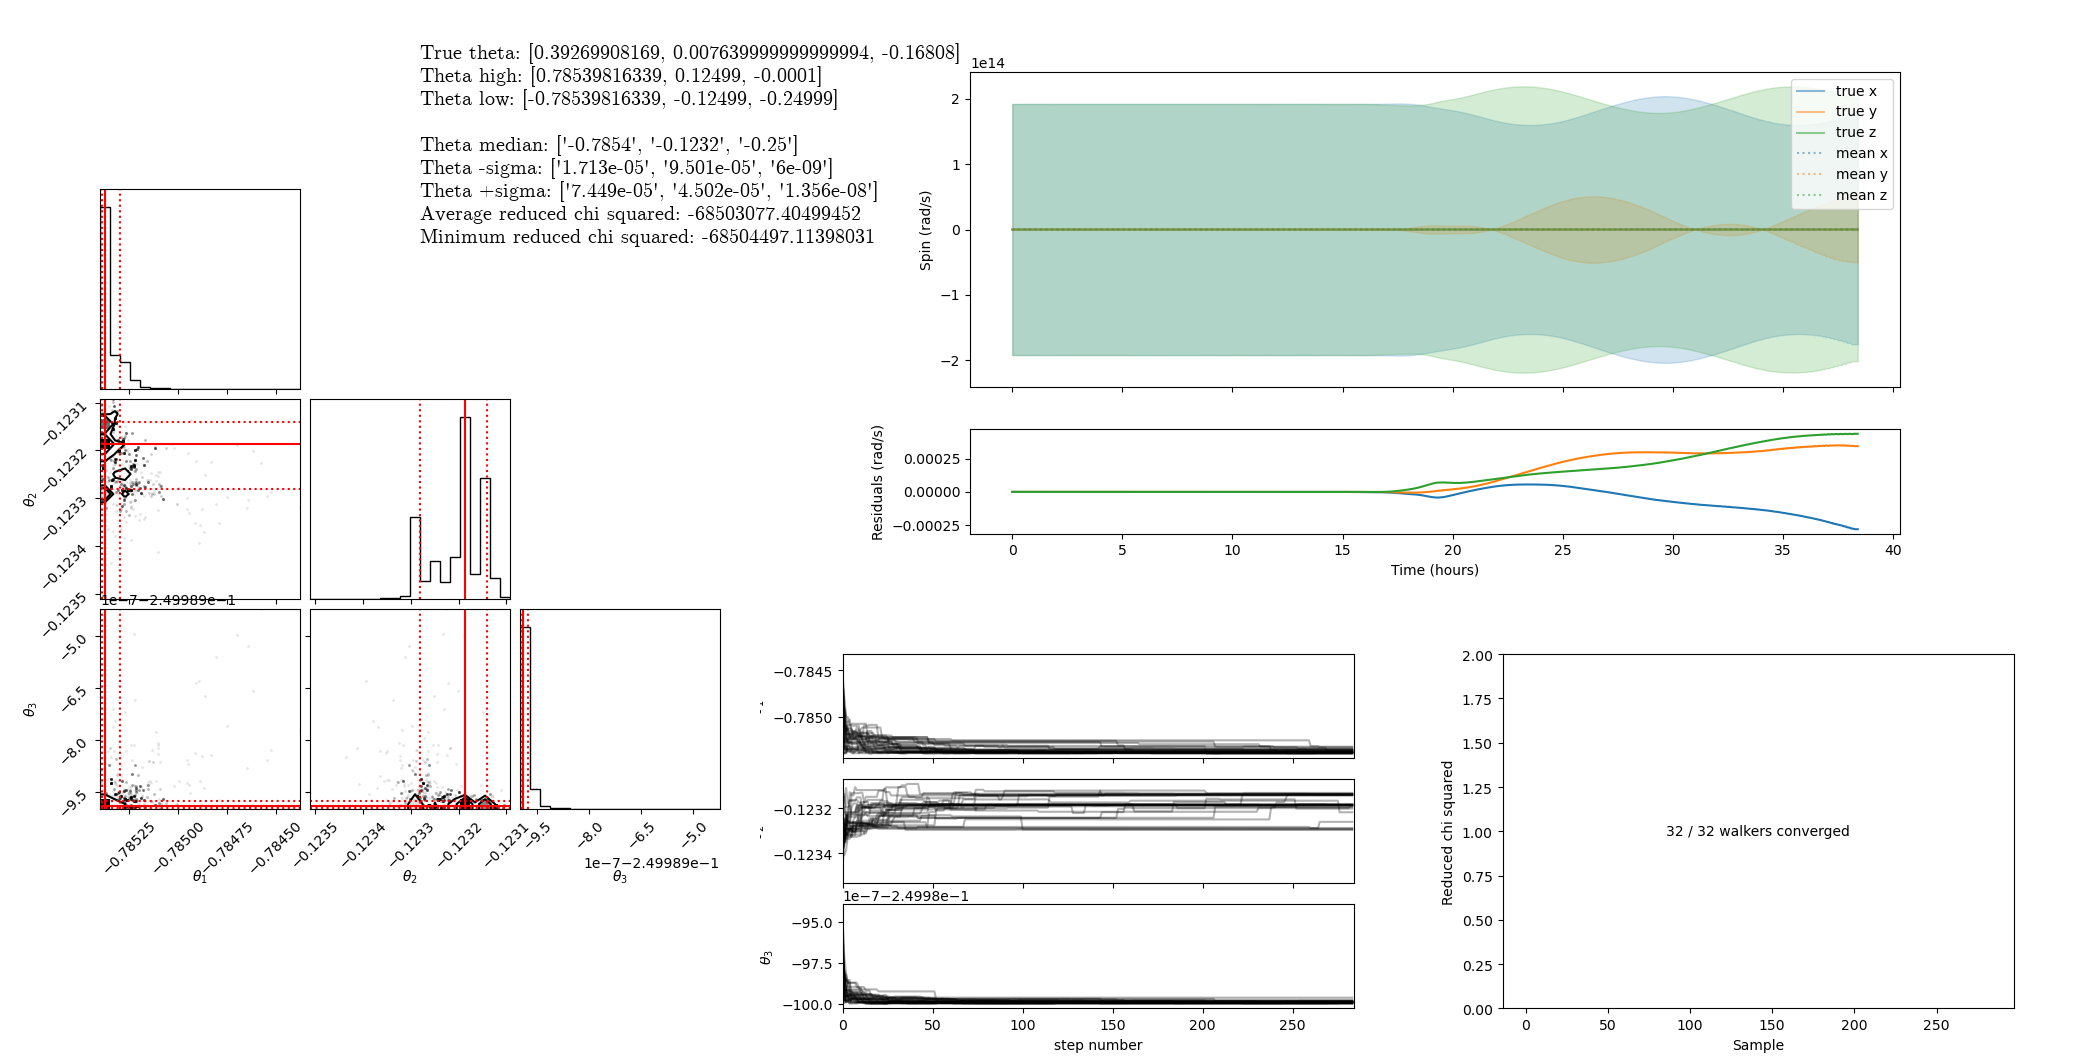 True theta: [0.39269908169, 0.007639999999999994, -0.16808]
Theta high: [0.78539816339, 0.12499, -0.0001]
Theta low: [-0.78539816339, -0.12499, -0.24999]
Theta median: ['-0.7854', '-0.1232', '-0.25']
Theta -sigma: ['1.713e-05', '9.501e-05', '6e-09']
Theta +sigma: ['7.449e-05', '4.502e-05', '1.356e-08']
Average reduced chi squared: -68503077.40499452
Minimum reduced chi squared: -68504497.11398031
1e14
2
1
0
−1
−2
Spin (rad/s)
true x
true y
true z
mean x
mean y
mean z
0.00025
0.00000
−0.00025
Residuals (rad/s)
0 5 10 15 20 25 30 35 40
Time (hours)
−0.1231
−0.1232
−0.1233
−0.1234
−0.1235
θ2
1e−7−2.49989e−1
−5.0
−6.5
−8.0
−9.5
θ3
−0.78525 −0.78500 −0.78475 −0.78450
θ1
−0.1235 −0.1234 −0.1233 −0.1232 −0.1231
θ2
−9.5 −8.0 −6.5 −5.0
1e−7−2.49989e−1
θ3
−0.7845
−0.7850
−0.1232
−0.1234
1e−7−2.4998e−1
−95.0
−97.5
−100.0
θ3
0 50 100 150 200 250
step number
2.00
1.75
1.50
1.25
1.00
0.75
0.50
0.25
0.00
Reduced chi squared
32 / 32 walkers converged
0 50 100 150 200 250
Sample